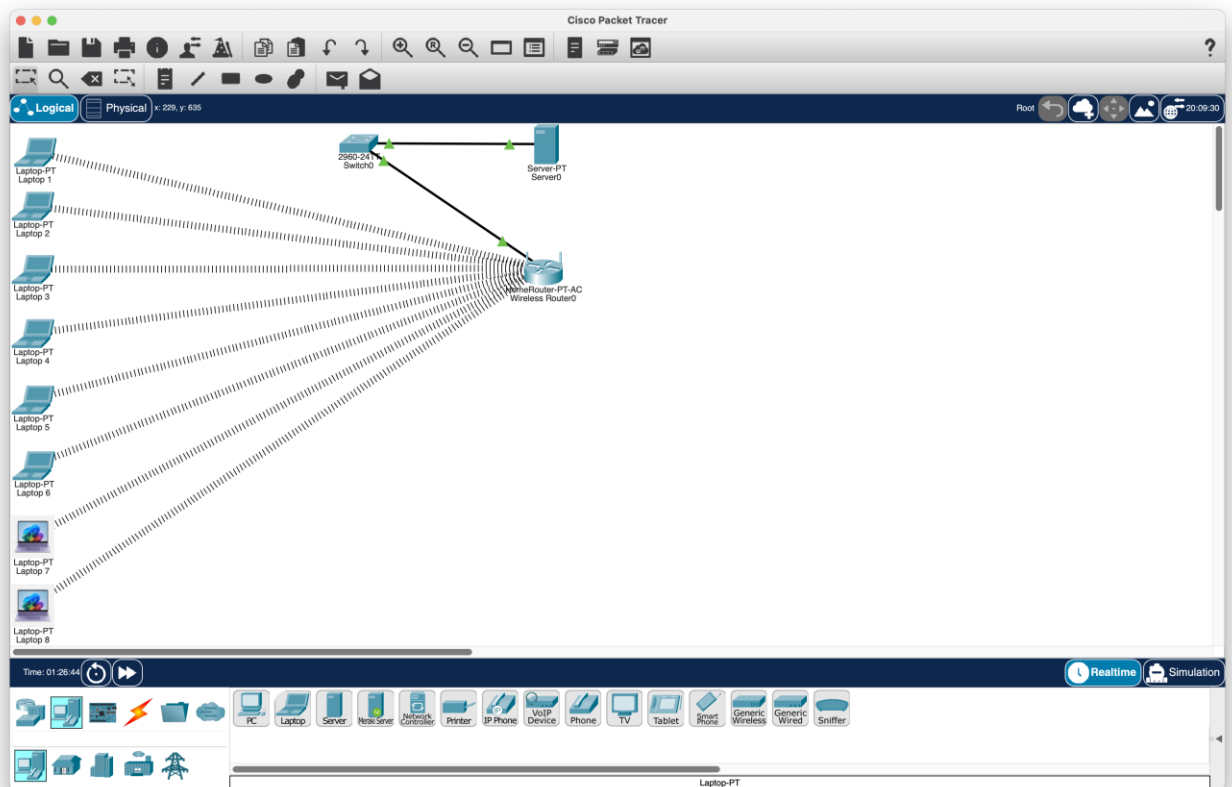 Cisco Packet Tracer
?
Logical
Physical
x: 229, y: 635
Root
20:09:30
Laptop-PT
Laptop 1
Laptop-PT
Laptop 2
Laptop-PT
Laptop 3
Laptop-PT
Laptop 4
Laptop-PT
Laptop 5
Laptop-PT
Laptop 6
Laptop-PT
Laptop 7
Laptop-PT
Laptop 8
Switch0
Server-PT
Server0
HomeRouter-PT-AC
Wireless Router0
Time: 01:26:44
Realtime
Simulation
PC
Laptop
Server
Meraki Server
Network Controller
Printer
IP Phone
VoIP Device
Phone
TV
Tablet
Smart Phone
Generic Wireless
Generic Wired
Sniffer
Laptop-PT